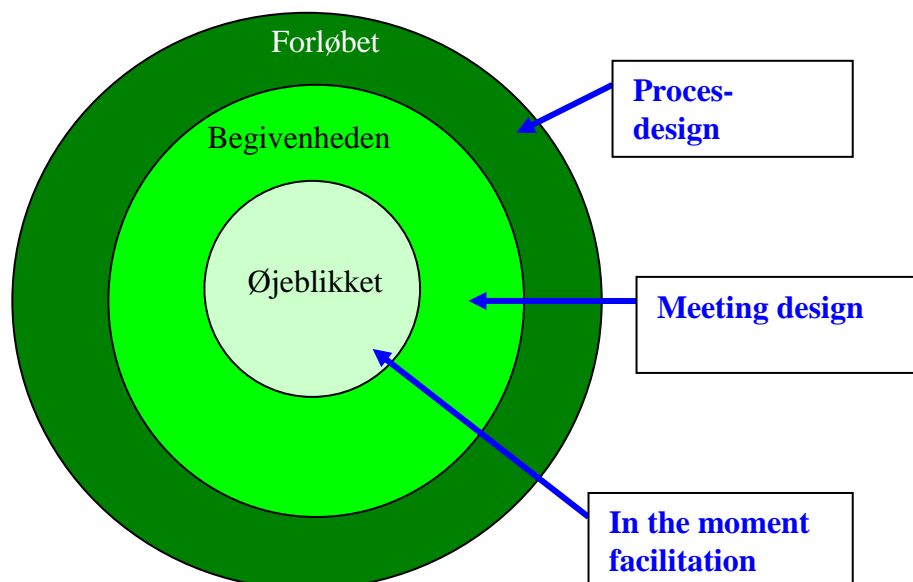 Forløbet
Proces-
design
Begivenheden
Øjeblikket
Meeting design
In the moment
facilitation